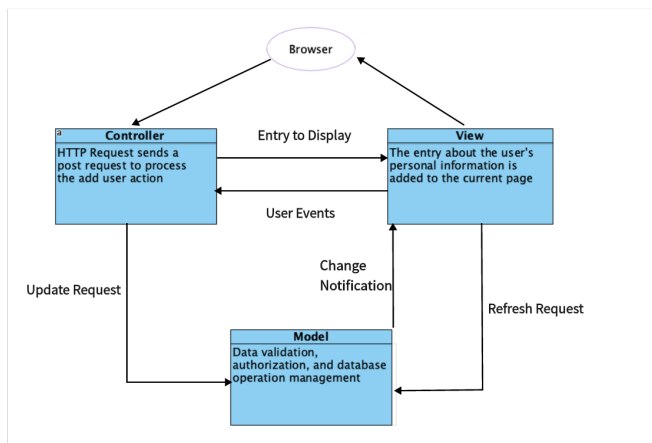 Browser
a
Controller
HTTP Request sends a
post request to process
the add user action
Entry to Display
User Events
View
The entry about the user's
personal information is
added to the current page
Update Request
Change
Notification
Refresh Request
Model
Data validation,
authorization, and database
operation management